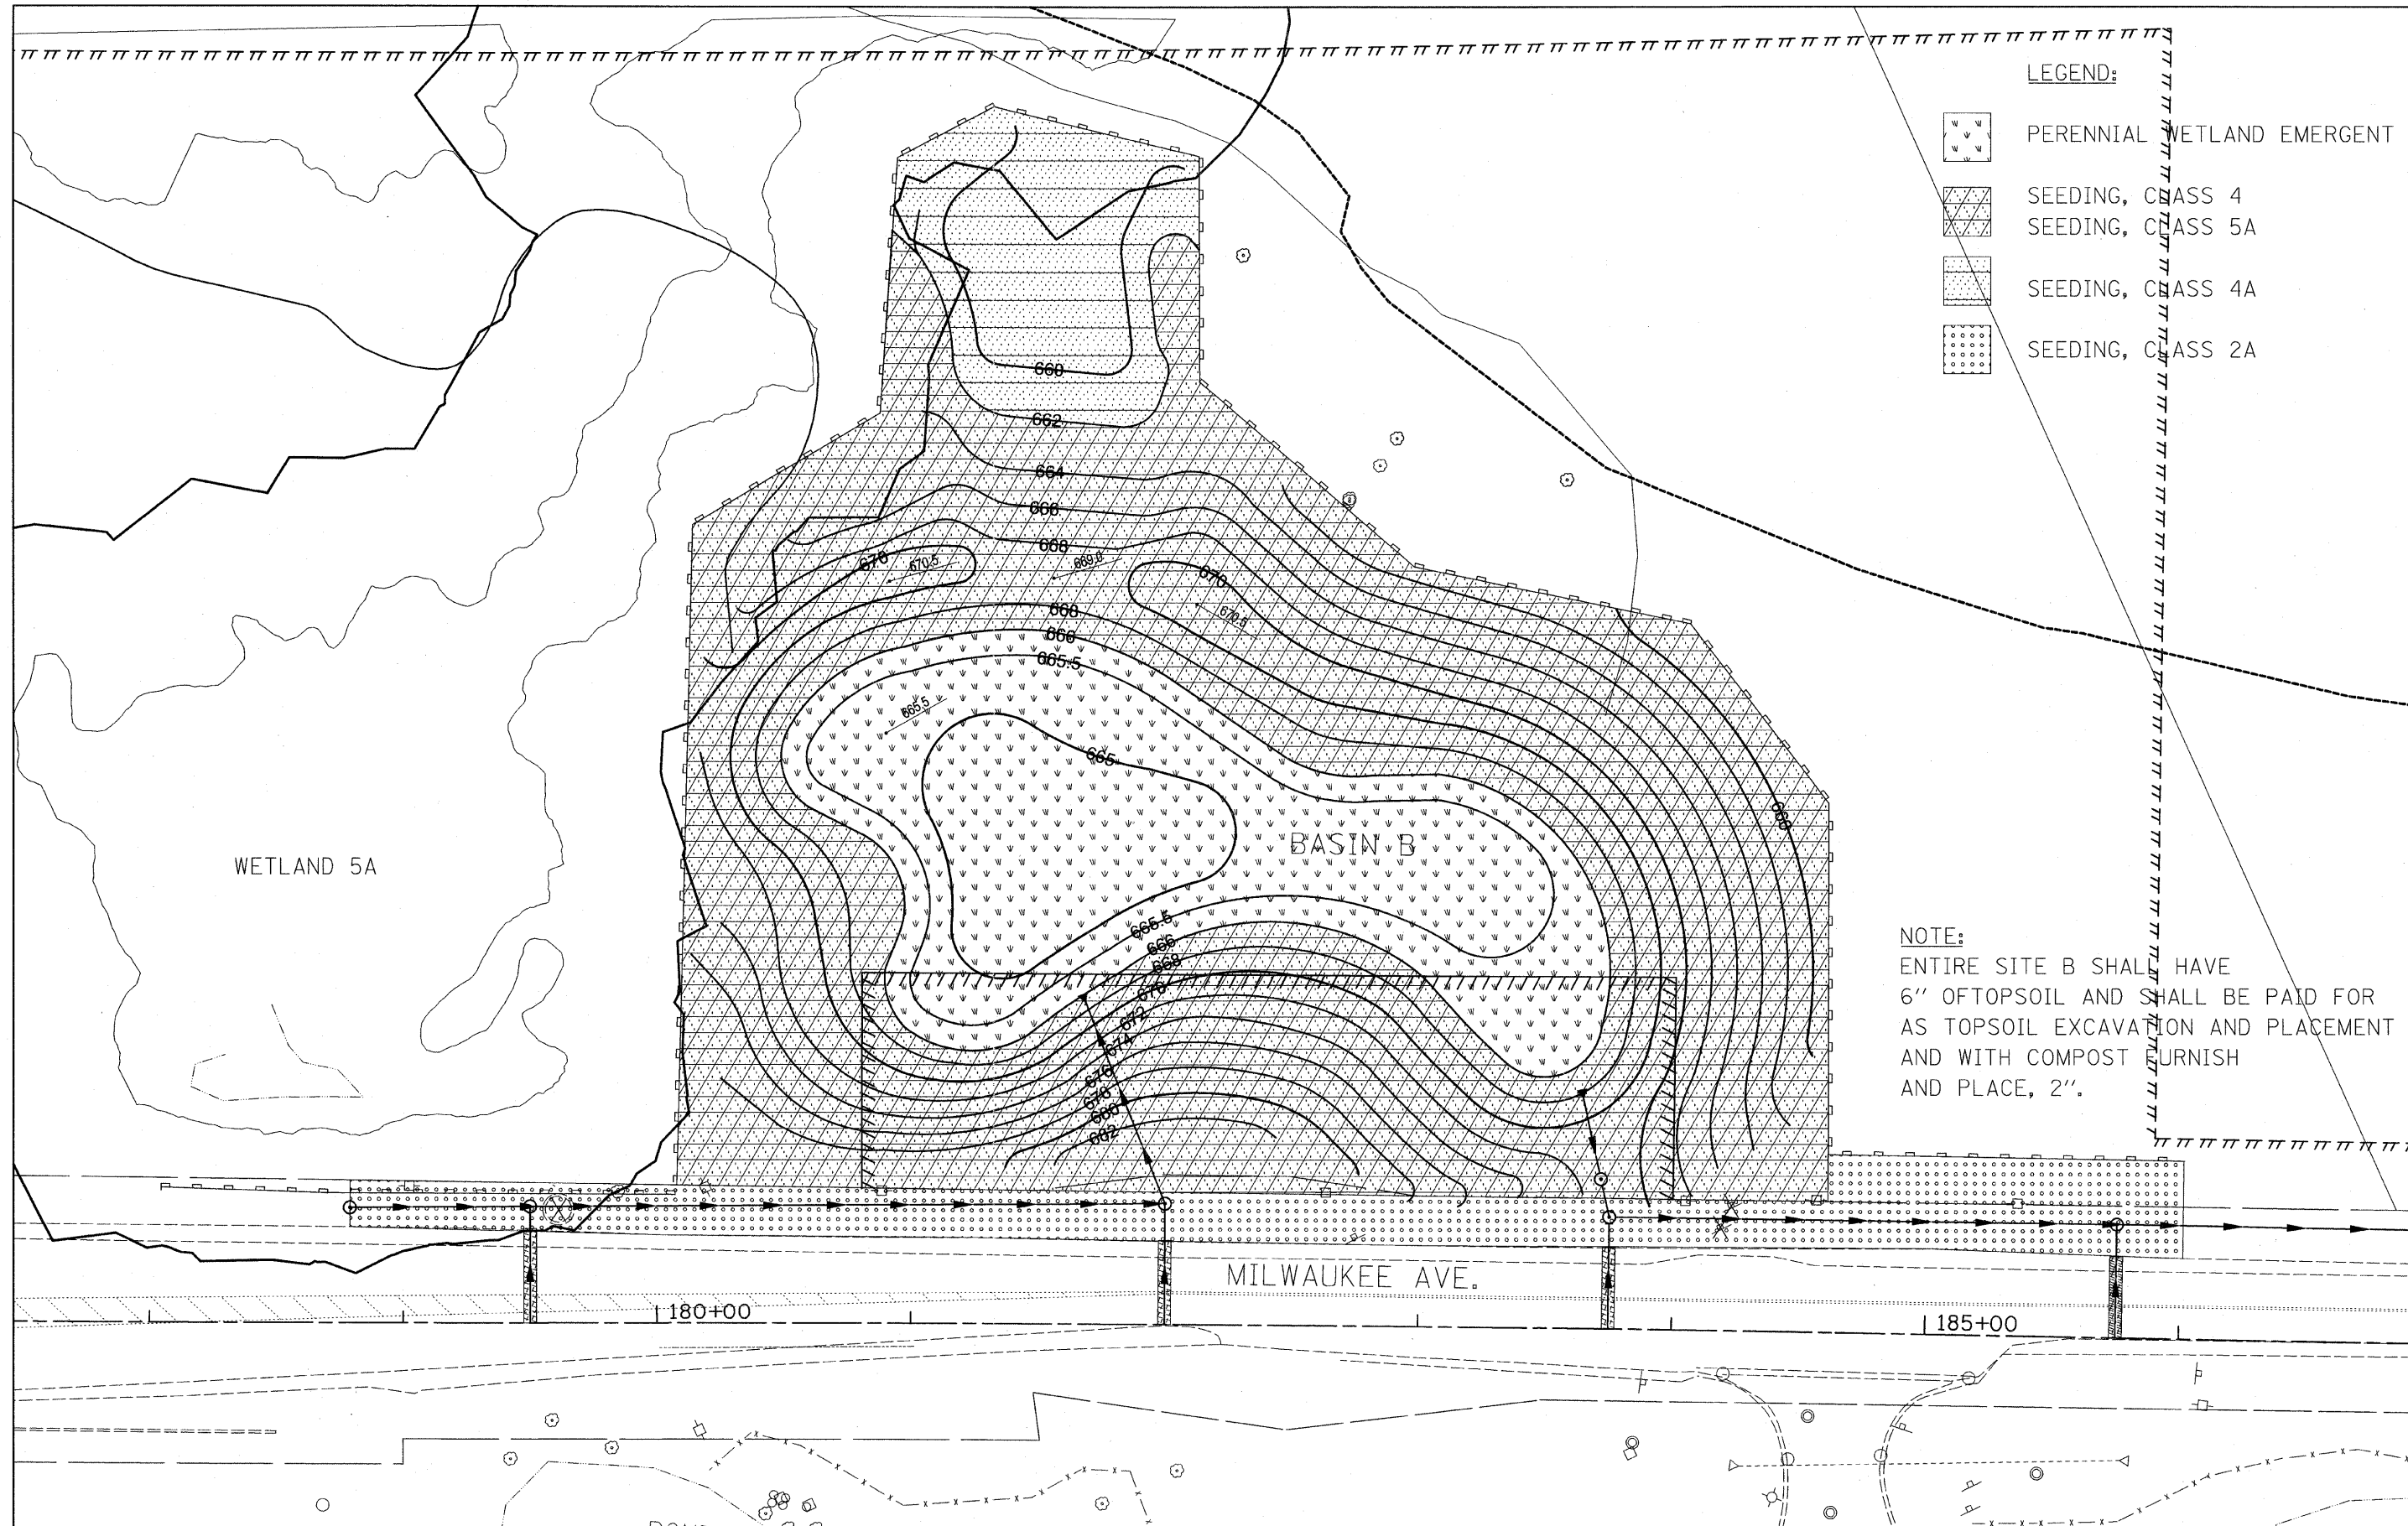 LEGEND:
PERENNIAL WETLAND EMERGENT
SEEDING, CLASS 4
SEEDING, CLASS 5A
SEEDING, CLASS 4A
SEEDING, CLASS 2A
660
662
664
666
668
670
670.5
669.0
670
670.5
668
666
665.5
665.5
665
668
BASIN B
WETLAND 5A
665.5
666
668
670
672
674
676
678
680
682
NOTE:
ENTIRE SITE B SHALL HAVE
6" OFTOPSOIL AND SHALL BE PAID FOR
AS TOPSOIL EXCAVATION AND PLACEMENT
AND WITH COMPOST FURNISH
AND PLACE, 2".
MILWAUKEE AVE.
180+00
185+00